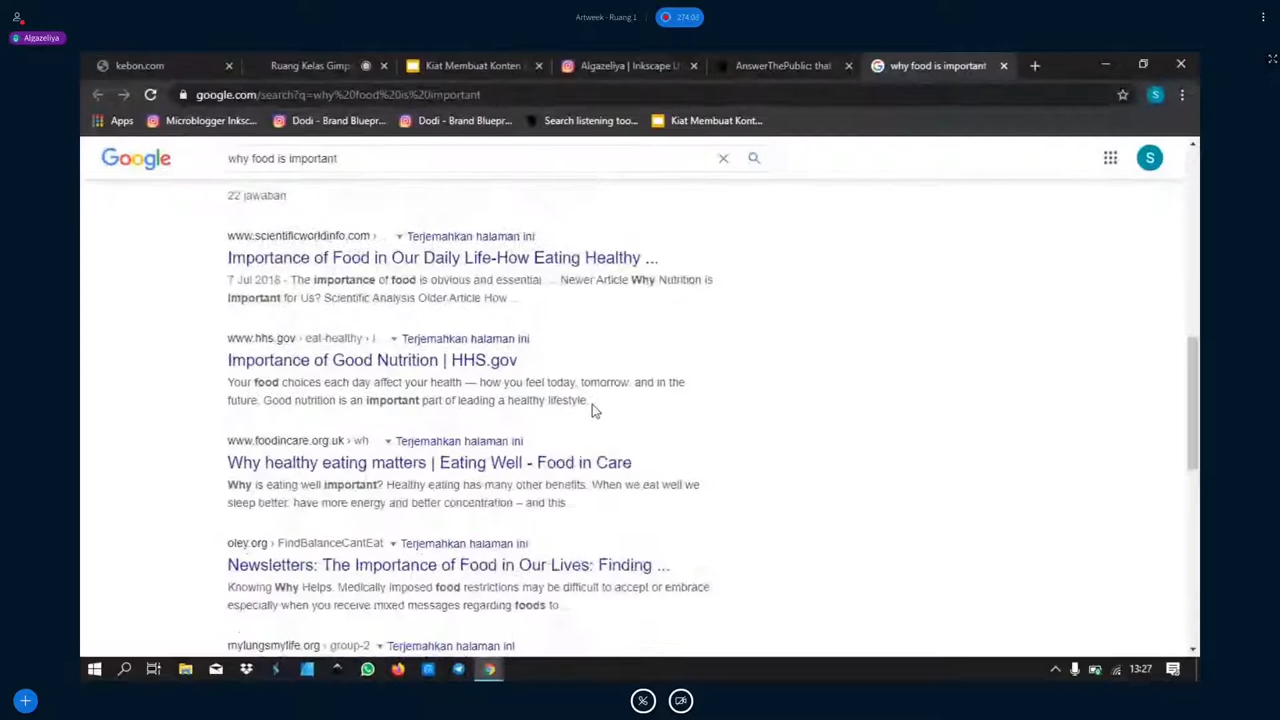 Artweek - Ruang 1
Algazeliya
kebon.com
Ruang Kelas Gimp
Kiat Membuat Konten
Algazeliya | Inkscape L
AnswerThePublic: that
why food is important
google.com/search?q=why%20food%20is%20important
Apps
Microblogger Inksc...
Dodi - Brand Bluepr...
Dodi - Brand Bluepr...
Search listening too...
Kiat Membuat Kont...
Google
why food is important
S
S
22 jawaban
www.scientificworldinfo.com › ... Terjemahkan halaman ini
Importance of Food in Our Daily Life-How Eating Healthy ...
7 Jul 2018 - The importance of food is obvious and essential ... Newer Article Why Nutrition is
Important for Us? Scientific Analysis Older Article How ...
www.hhs.gov › eat-healthy › i... Terjemahkan halaman ini
Importance of Good Nutrition | HHS.gov
Your food choices each day affect your health — how you feel today, tomorrow, and in the
future. Good nutrition is an important part of leading a healthy lifestyle.
www.foodincare.org.uk › wh... Terjemahkan halaman ini
Why healthy eating matters | Eating Well - Food in Care
Why is eating well important? Healthy eating has many other benefits. When we eat well we
sleep better, have more energy and better concentration – and this ...
oley.org › FindBalanceCantEat Terjemahkan halaman ini
Newsletters: The Importance of Food in Our Lives: Finding ...
Knowing Why Helps. Medically imposed food restrictions may be difficult to accept or embrace
especially when you receive mixed messages regarding foods to ...
mylungsmylife.org › group-2 Terjemahkan halaman ini
13:27